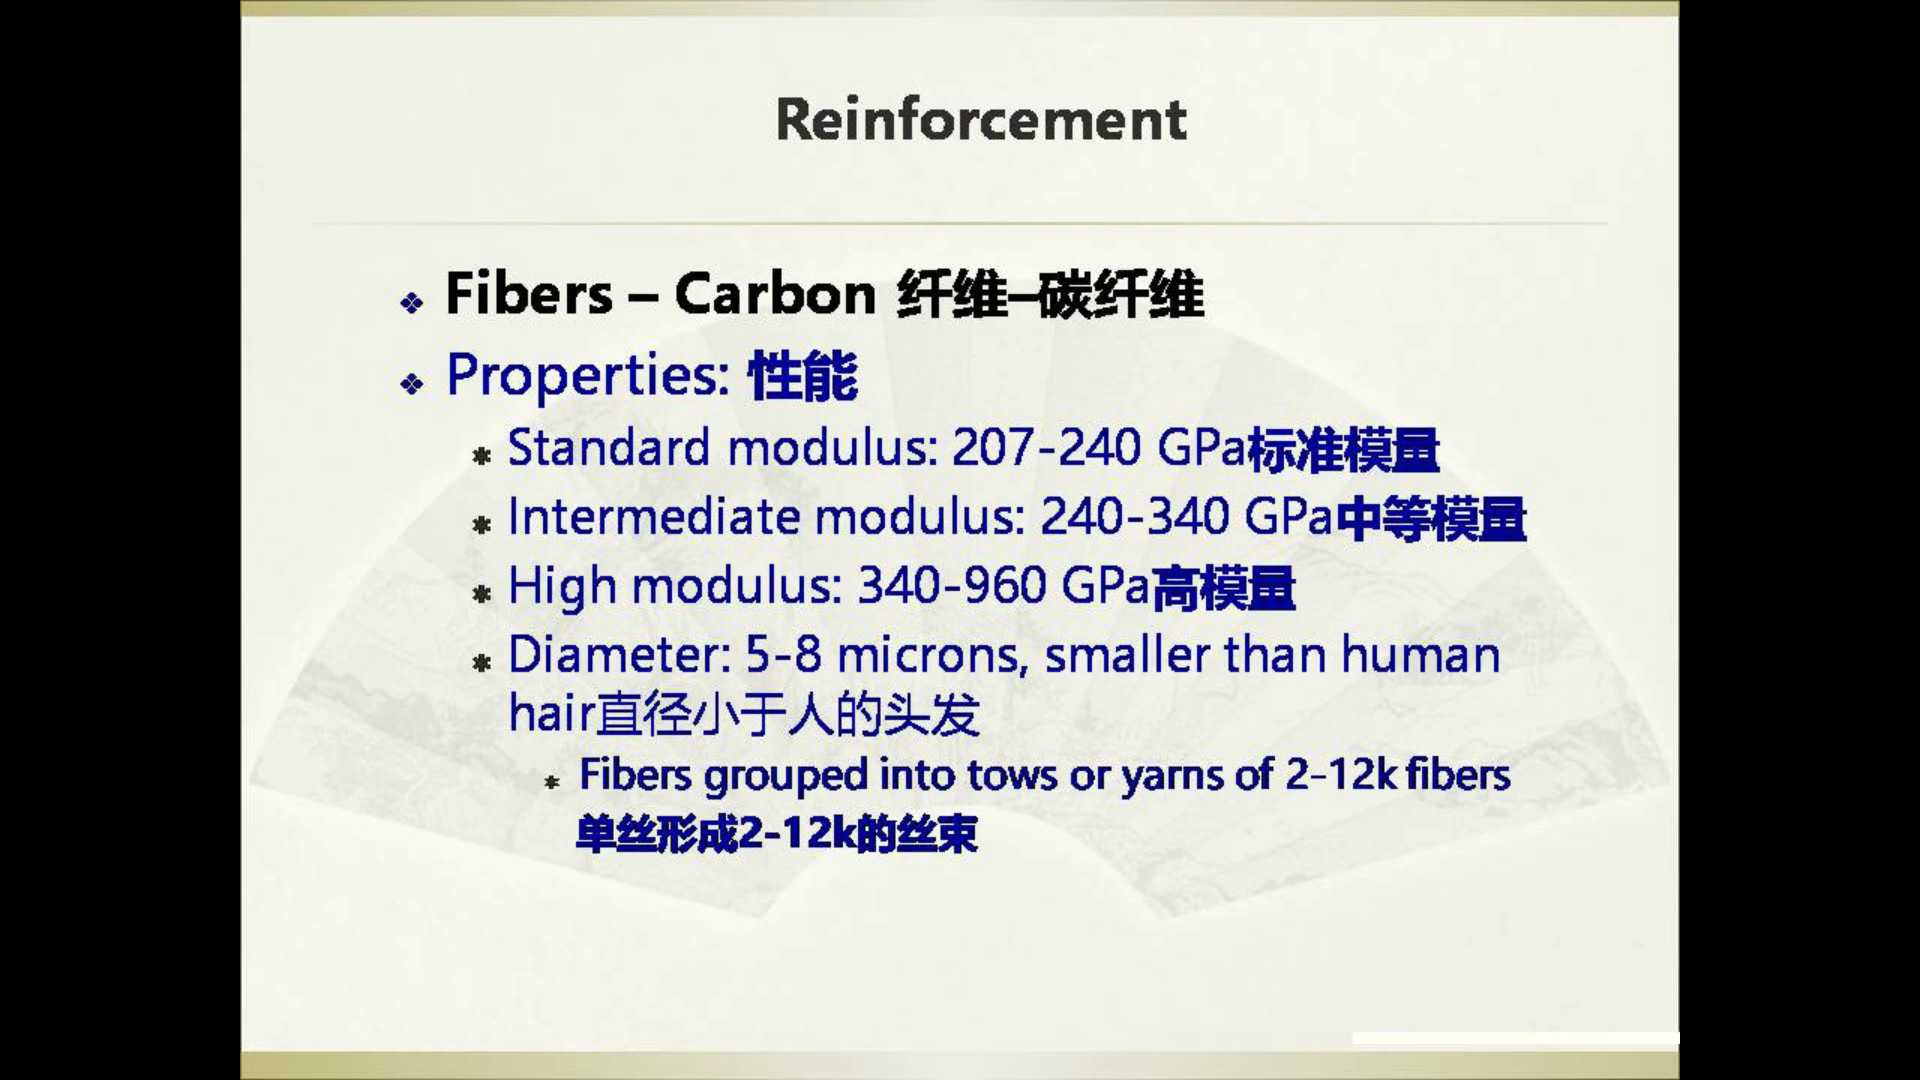 Reinforcement
Fibers – Carbon 纤维–碳纤维
Properties: 性能
Standard modulus: 207-240 GPa标准模量
Intermediate modulus: 240-340 GPa中等模量
High modulus: 340-960 GPa高模量
Diameter: 5-8 microns, smaller than human
hair直径小于人的头发
Fibers grouped into tows or yarns of 2-12k fibers
单丝形成2-12k的丝束